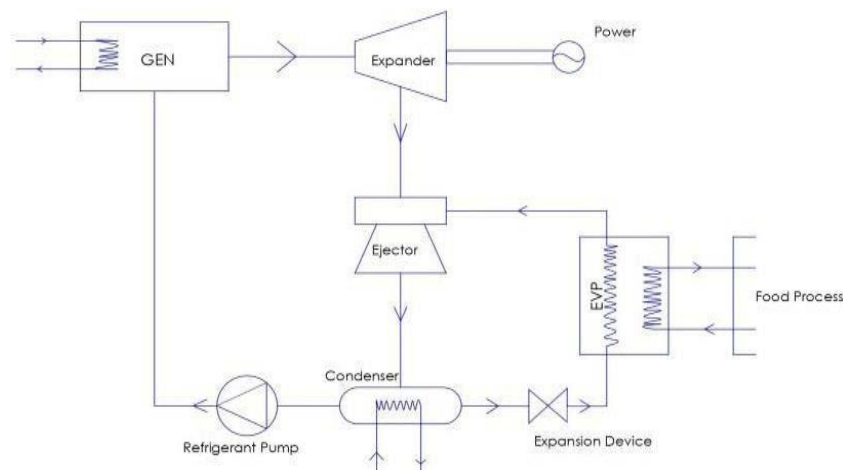 Power
GEN
Expander
Ejector
EVP
Food Process
Condenser
Refrigerant Pump
Expansion Device